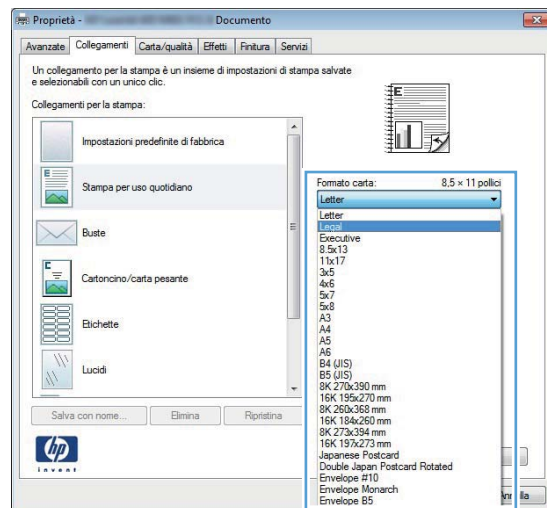 Proprietà - Documento
Avanzate Collegamenti Carta/qualità Effetti Finitura Servizi
Un collegamento per la stampa è un insieme di impostazioni di stampa salvate
e selezionabili con un unico clic.
Collegamenti per la stampa:
Impostazioni predefinite di fabbrica
Stampa per uso quotidiano
Buste
Cartoncino/carta pesante
Etichette
Lucidi
Salva con nome... Elimina Ripristina
hp
invent
E
Formato carta: 8,5 × 11 pollici
Letter
Letter
Legal
Executive
8.5x13
11x17
3x5
4x6
5x7
5x8
A3
A4
A5
A6
B4 (JIS)
B5 (JIS)
8K 270x390 mm
16K 195x270 mm
8K 260x368 mm
16K 184x260 mm
8K 273x394 mm
16K 197x273 mm
Japanese Postcard
Double Japan Postcard Rotated
Envelope #10
Envelope Monarch
Envelope B5